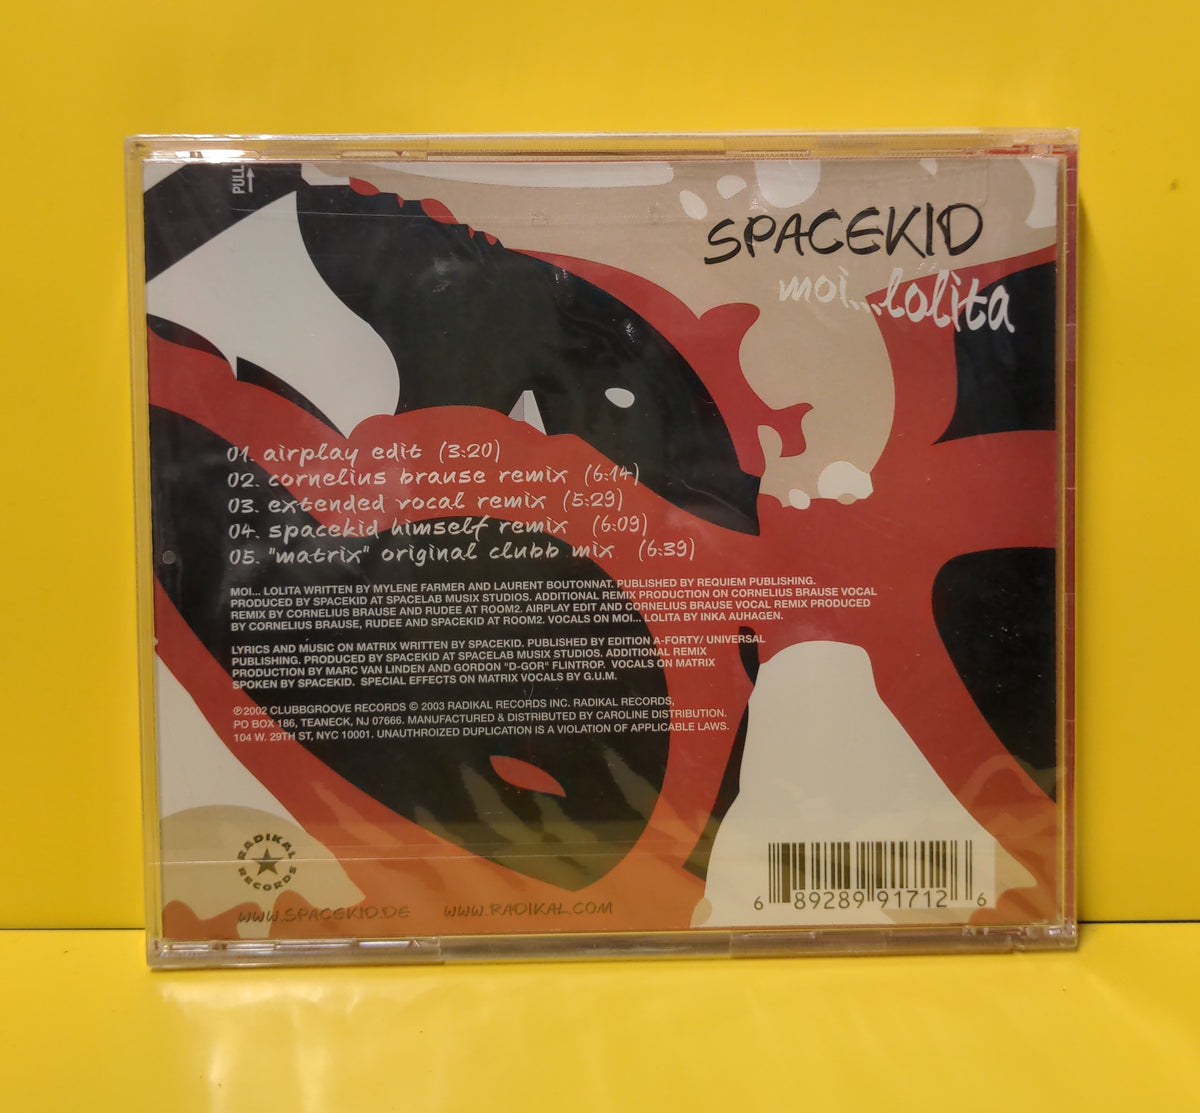 PULL
SPACEKID
moi...lolita
01. airplay edit (3:20)
02. cornelius brause remix (6:14)
03. extended vocal remix (5:29)
04. spacekid himself remix (6:09)
05. "matrix" original clubb mix (6:39)
MOI... LOLITA WRITTEN BY MYLENE FARMER AND LAURENT BOUTONNAT. PUBLISHED BY REQUIEM PUBLISHING.
PRODUCED BY SPACEKID AT SPACELAB MUSIX STUDIOS. ADDITIONAL REMIX PRODUCTION ON CORNELIUS BRAUSE VOCAL
REMIX BY CORNELIUS BRAUSE AND RUDEE AT ROOM2. AIRPLAY EDIT AND CORNELIUS BRAUSE VOCAL REMIX PRODUCED
BY CORNELIUS BRAUSE, RUDEE AND SPACEKID AT ROOM2. VOCALS ON MOI... LOLITA BY INKA AUHAGEN.
LYRICS AND MUSIC ON MATRIX WRITTEN BY SPACEKID. PUBLISHED BY EDITION A-FORTY/ UNIVERSAL
PUBLISHING. PRODUCED BY SPACEKID AT SPACELAB MUSIX STUDIOS. ADDITIONAL REMIX
PRODUCTION BY MARC VAN LINDEN AND GORDON "D-GOR" FLINTROP. VOCALS ON MATRIX
SPOKEN BY SPACEKID. SPECIAL EFFECTS ON MATRIX VOCALS BY G.U.M.
℗2002 CLUBBGROOVE RECORDS © 2003 RADIKAL RECORDS INC. RADIKAL RECORDS,
PO BOX 186, TEANECK, NJ 07666. MANUFACTURED & DISTRIBUTED BY CAROLINE DISTRIBUTION.
104 W. 29TH ST, NYC 10001. UNAUTHROIZED DUPLICATION IS A VIOLATION OF APPLICABLE LAWS.
RADIKAL
RECORDS
WWW.SPACEKID.DE WWW.RADIKAL.COM
6 89289 91712 6